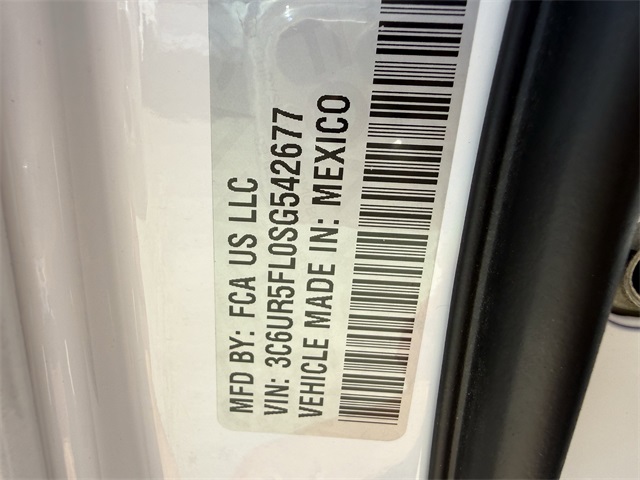 MFD BY: FCA US LLC
VIN: 3C6UR5FL0SG542677
VEHICLE MADE IN: MEXICO